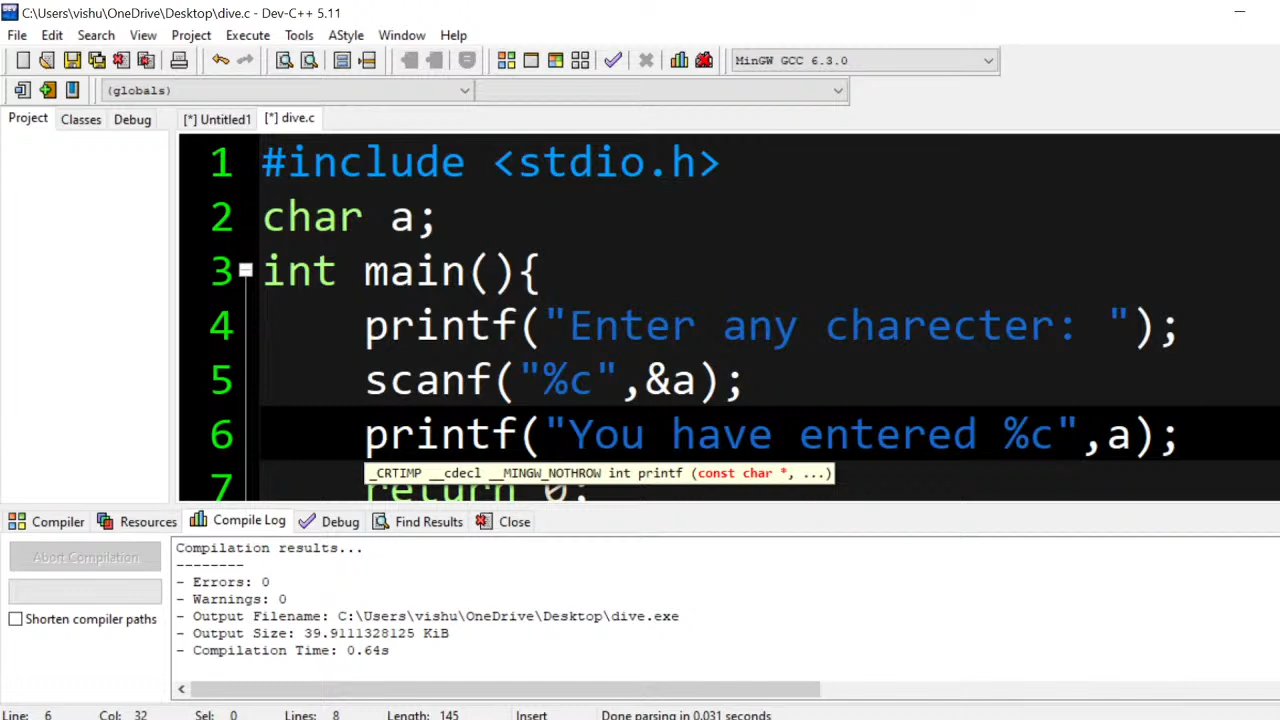 C:\Users\vishu\OneDrive\Desktop\dive.c - Dev-C++ 5.11
File Edit Search View Project Execute Tools AStyle Window Help
MinGW GCC 6.3.0
(globals)
Project Classes Debug [*] Untitled1 [*] dive.c
1 #include <stdio.h>
2 char a;
3 int main(){
4 printf("Enter any charecter: ");
5 scanf("%c",&a);
6 printf("You have entered %c",a);
_CRTIMP __cdecl __MINGW_NOTHROW int printf (const char *, ...)
7 return 0;
Compiler Resources Compile Log Debug Find Results Close
Abort Compilation
Shorten compiler paths
Compilation results...
--------
- Errors: 0
- Warnings: 0
- Output Filename: C:\Users\vishu\OneDrive\Desktop\dive.exe
- Output Size: 39.9111328125 KiB
- Compilation Time: 0.64s
Line: 6 Col: 32 Sel: 0 Lines: 8 Length: 145 Insert Done parsing in 0.031 seconds